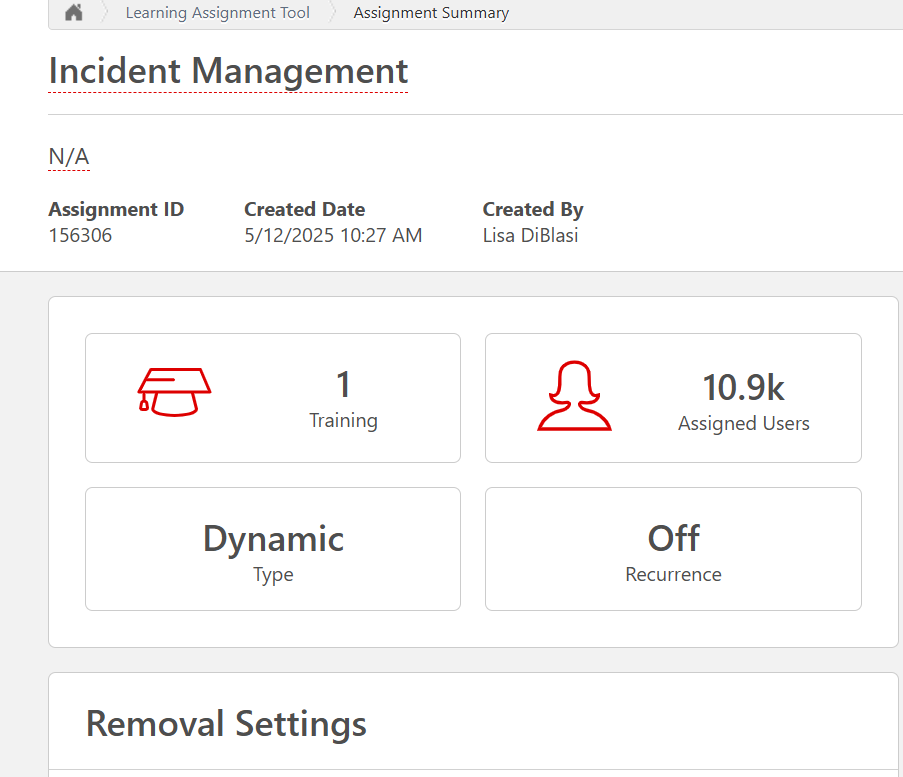 Learning Assignment Tool Assignment Summary
Incident Management
N/A
Assignment ID Created Date Created By
156306 5/12/2025 10:27 AM Lisa DiBlasi
1
Training
10.9k
Assigned Users
Dynamic
Type
Off
Recurrence
Removal Settings